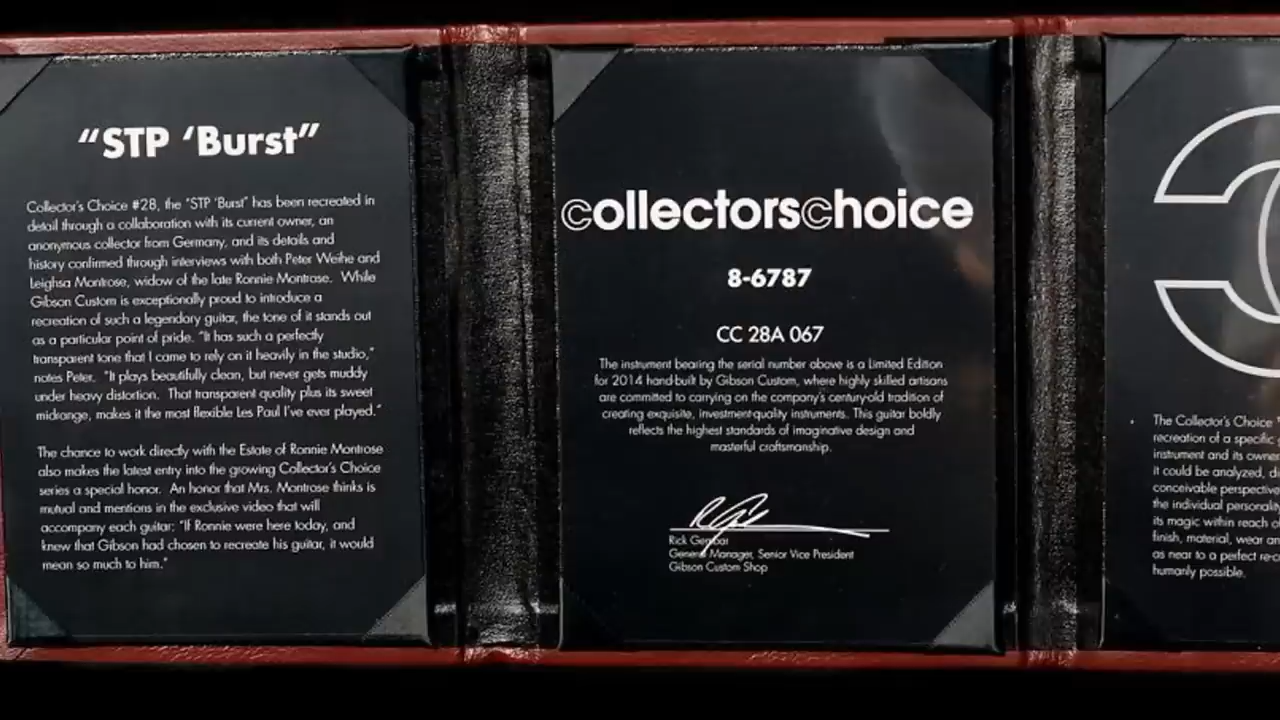 “STP ‘Burst”
Collector's Choice #28, the "STP 'Burst" has been recreated in
detail through a collaboration with its current owner, an
anonymous collector from Germany, and its details and
history confirmed through interviews with both Peter Weihe and
Leighsa Montrose, widow of the late Ronnie Montrose. While
Gibson Custom is exceptionally proud to introduce a
recreation of such a legendary guitar, the tone of it stands out
as a particular point of pride. "It has such a perfectly
transparent tone that I came to rely on it heavily in the studio,"
notes Peter. "It plays beautifully clean, but never gets muddy
under heavy distortion. That transparent quality plus its sweet
midrange, makes it the most flexible Les Paul I've ever played."
The chance to work directly with the Estate of Ronnie Montrose
also makes the latest entry into the growing Collector's Choice
series a special honor. An honor that Mrs. Montrose thinks is
mutual and mentions in the exclusive video that will
accompany each guitar: "If Ronnie were here today, and
knew that Gibson had chosen to recreate his guitar, it would
mean so much to him."
collectorschoice
8-6787
CC 28A 067
The instrument bearing the serial number above is a Limited Edition
for 2014 hand-built by Gibson Custom, where highly skilled artisans
are committed to carrying on the company's century-old tradition of
creating exquisite, investment-quality instruments. This guitar boldly
reflects the highest standards of imaginative design and
masterful craftsmanship.
Rick
General Manager, Senior Vice President
Gibson Custom Shop
The Collector's Choice
recreation of a specific
instrument and its owne
it could be analyzed, di
conceivable perspective
the individual personality
its magic within reach o
finish, material, wear an
as near to a perfect re-cr
humanly possible.